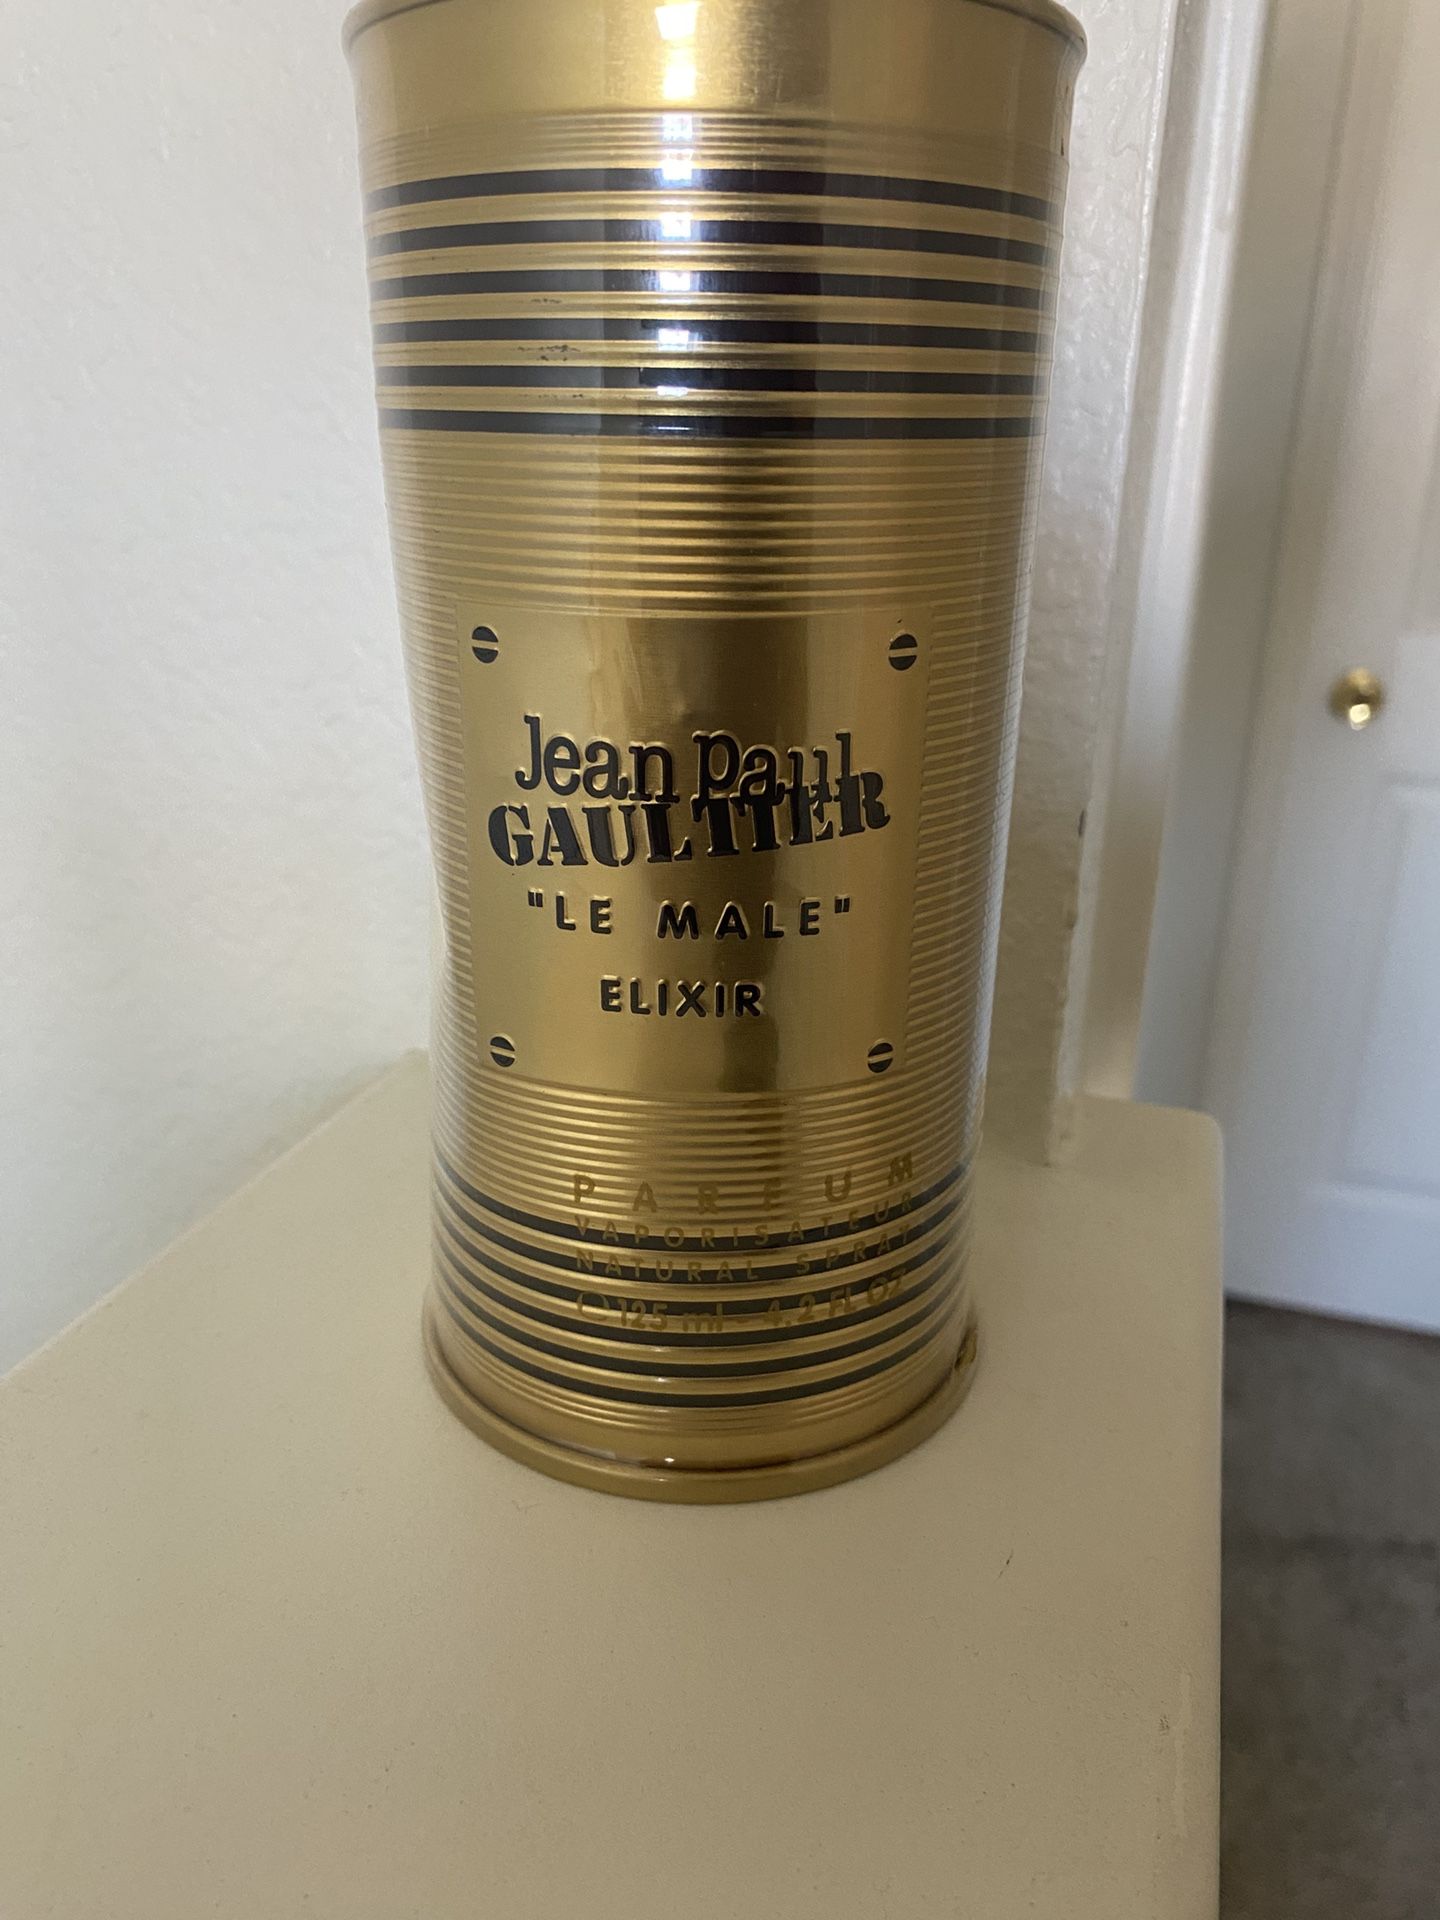 Jean Paul
GAULTIER
"LE MALE"
ELIXIR
PARFUM
VAPORISATEUR
NATURAL SPRAY
℮125 ml - 4.2 FL OZ